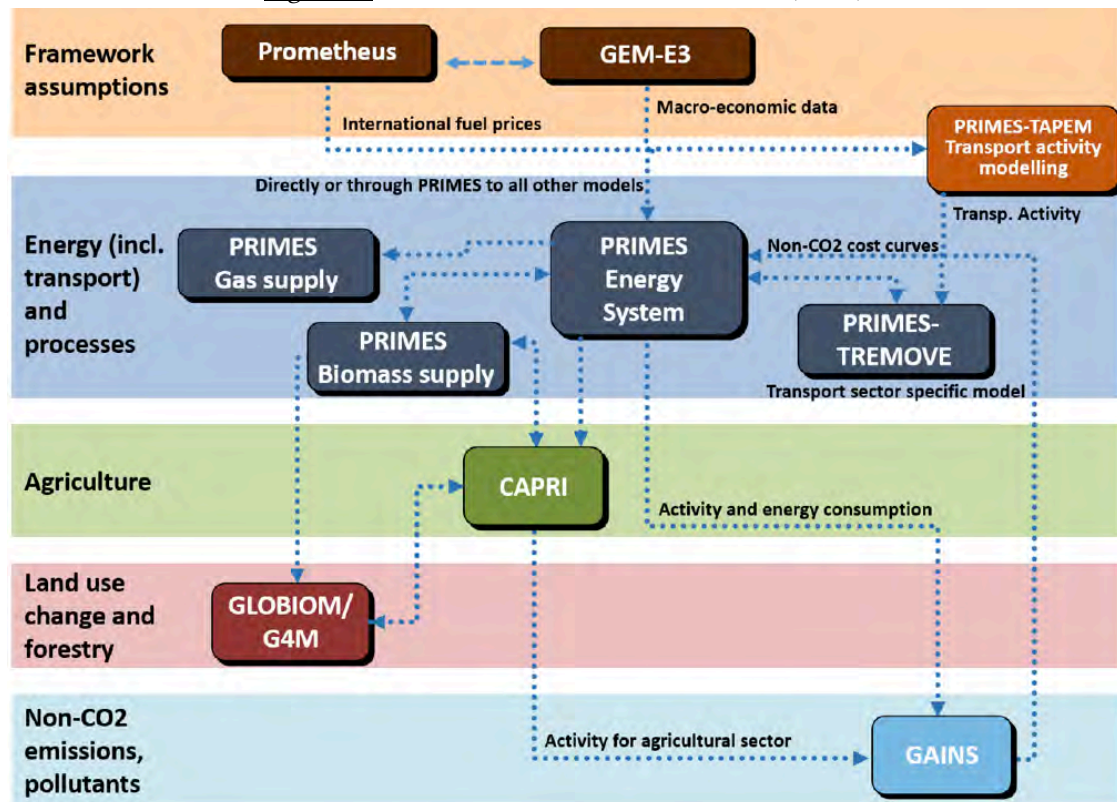 Framework
assumptions
Prometheus
GEM-E3
Macro-economic data
International fuel prices
PRIMES-TAPEM
Transport activity
modelling
Directly or through PRIMES to all other models
Transp. Activity
Energy (incl.
transport)
and
processes
PRIMES
Gas supply
PRIMES
Energy
System
Non-CO2 cost curves
PRIMES
Biomass supply
PRIMES-
TREMOVE
Transport sector specific model
Agriculture
CAPRI
Activity and energy consumption
Land use
change and
forestry
GLOBIOM/
G4M
Non-CO2
emissions,
pollutants
Activity for agricultural sector
GAINS